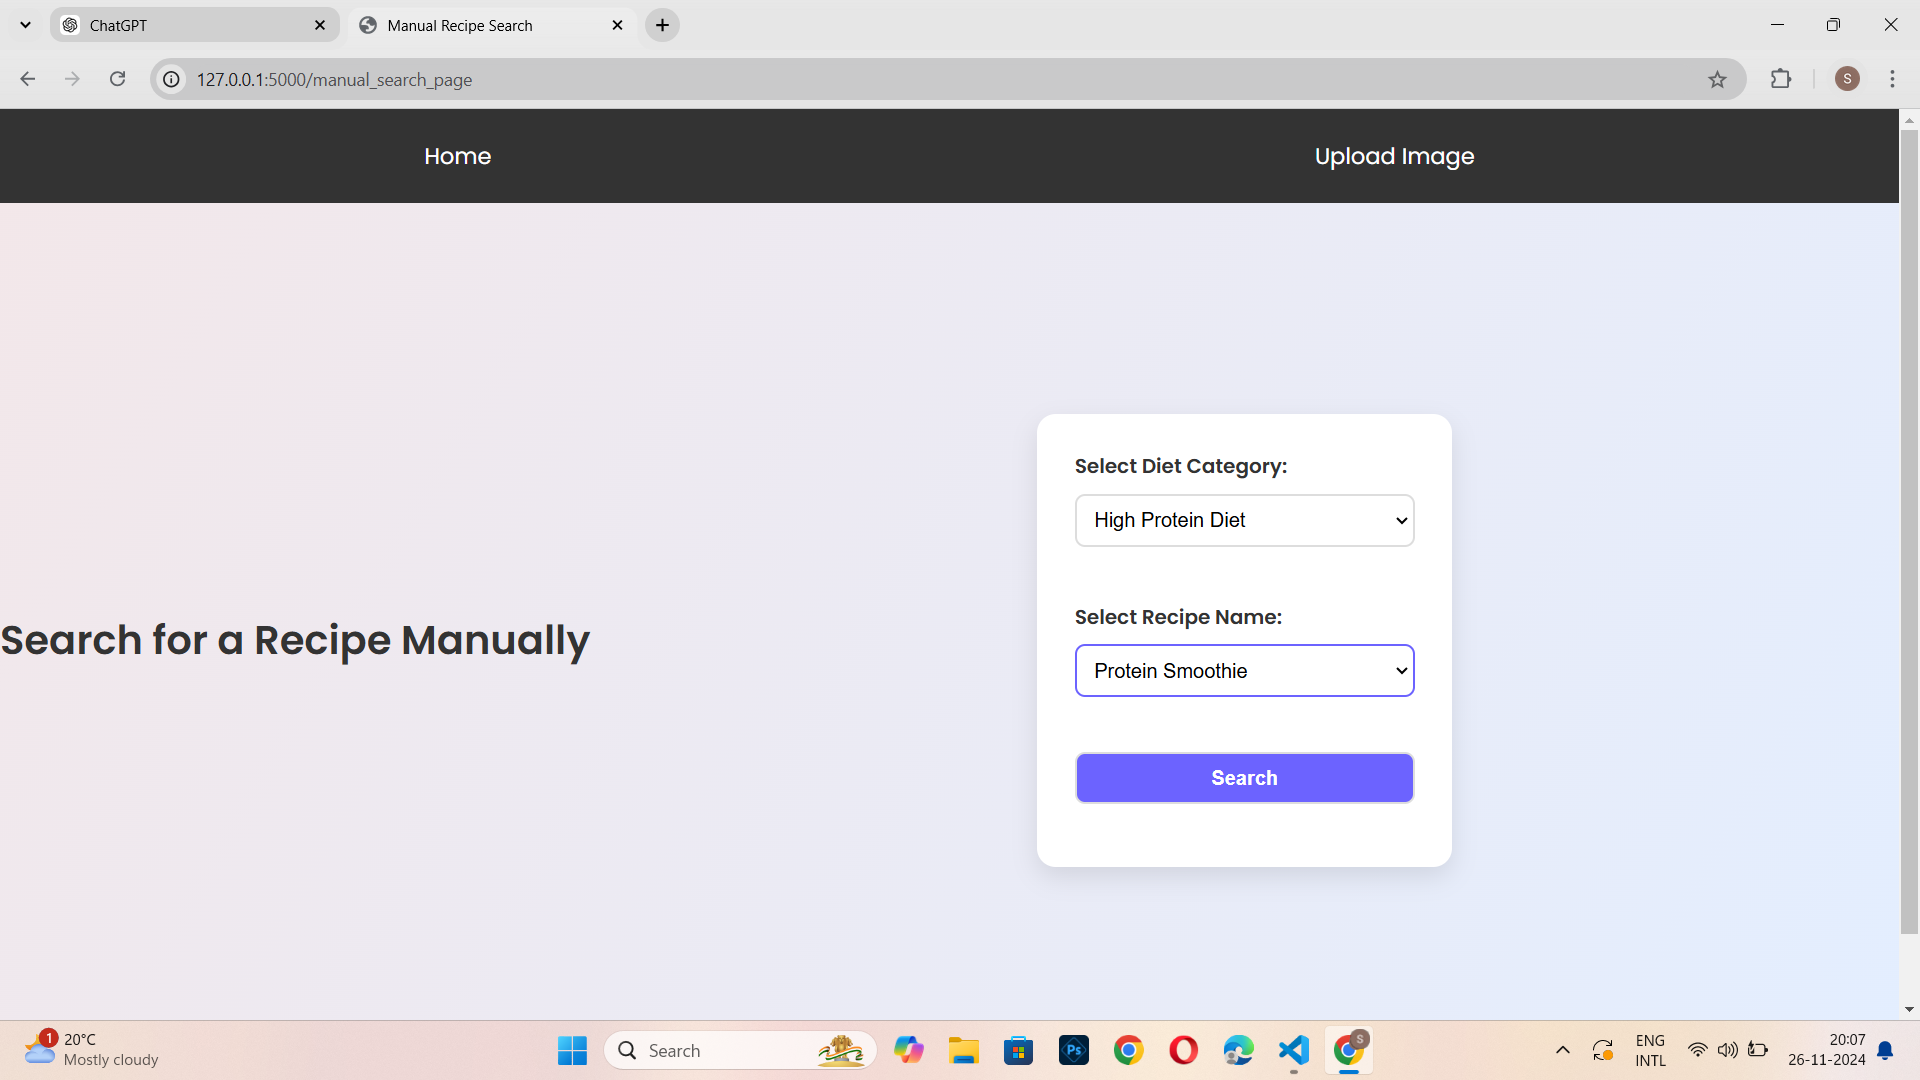 ChatGPT
Manual Recipe Search
127.0.0.1:5000/manual_search_page
S
Home
Upload Image
Search for a Recipe Manually
Select Diet Category:
High Protein Diet
Select Recipe Name:
Protein Smoothie
Search
1
20°C
Mostly cloudy
Search
Ps
S
ENG
INTL
20:07
26-11-2024